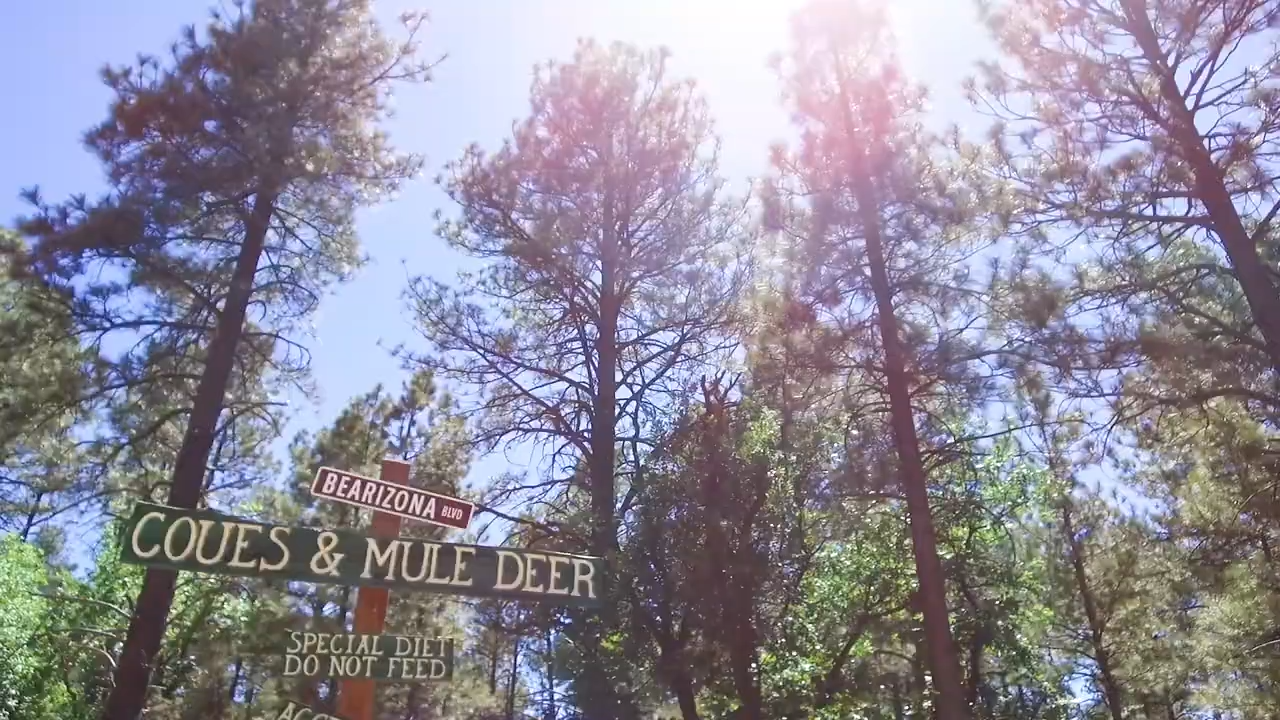 BEARIZONA BLVD
COUES & MULE DEER
SPECIAL DIET
DO NOT FEED